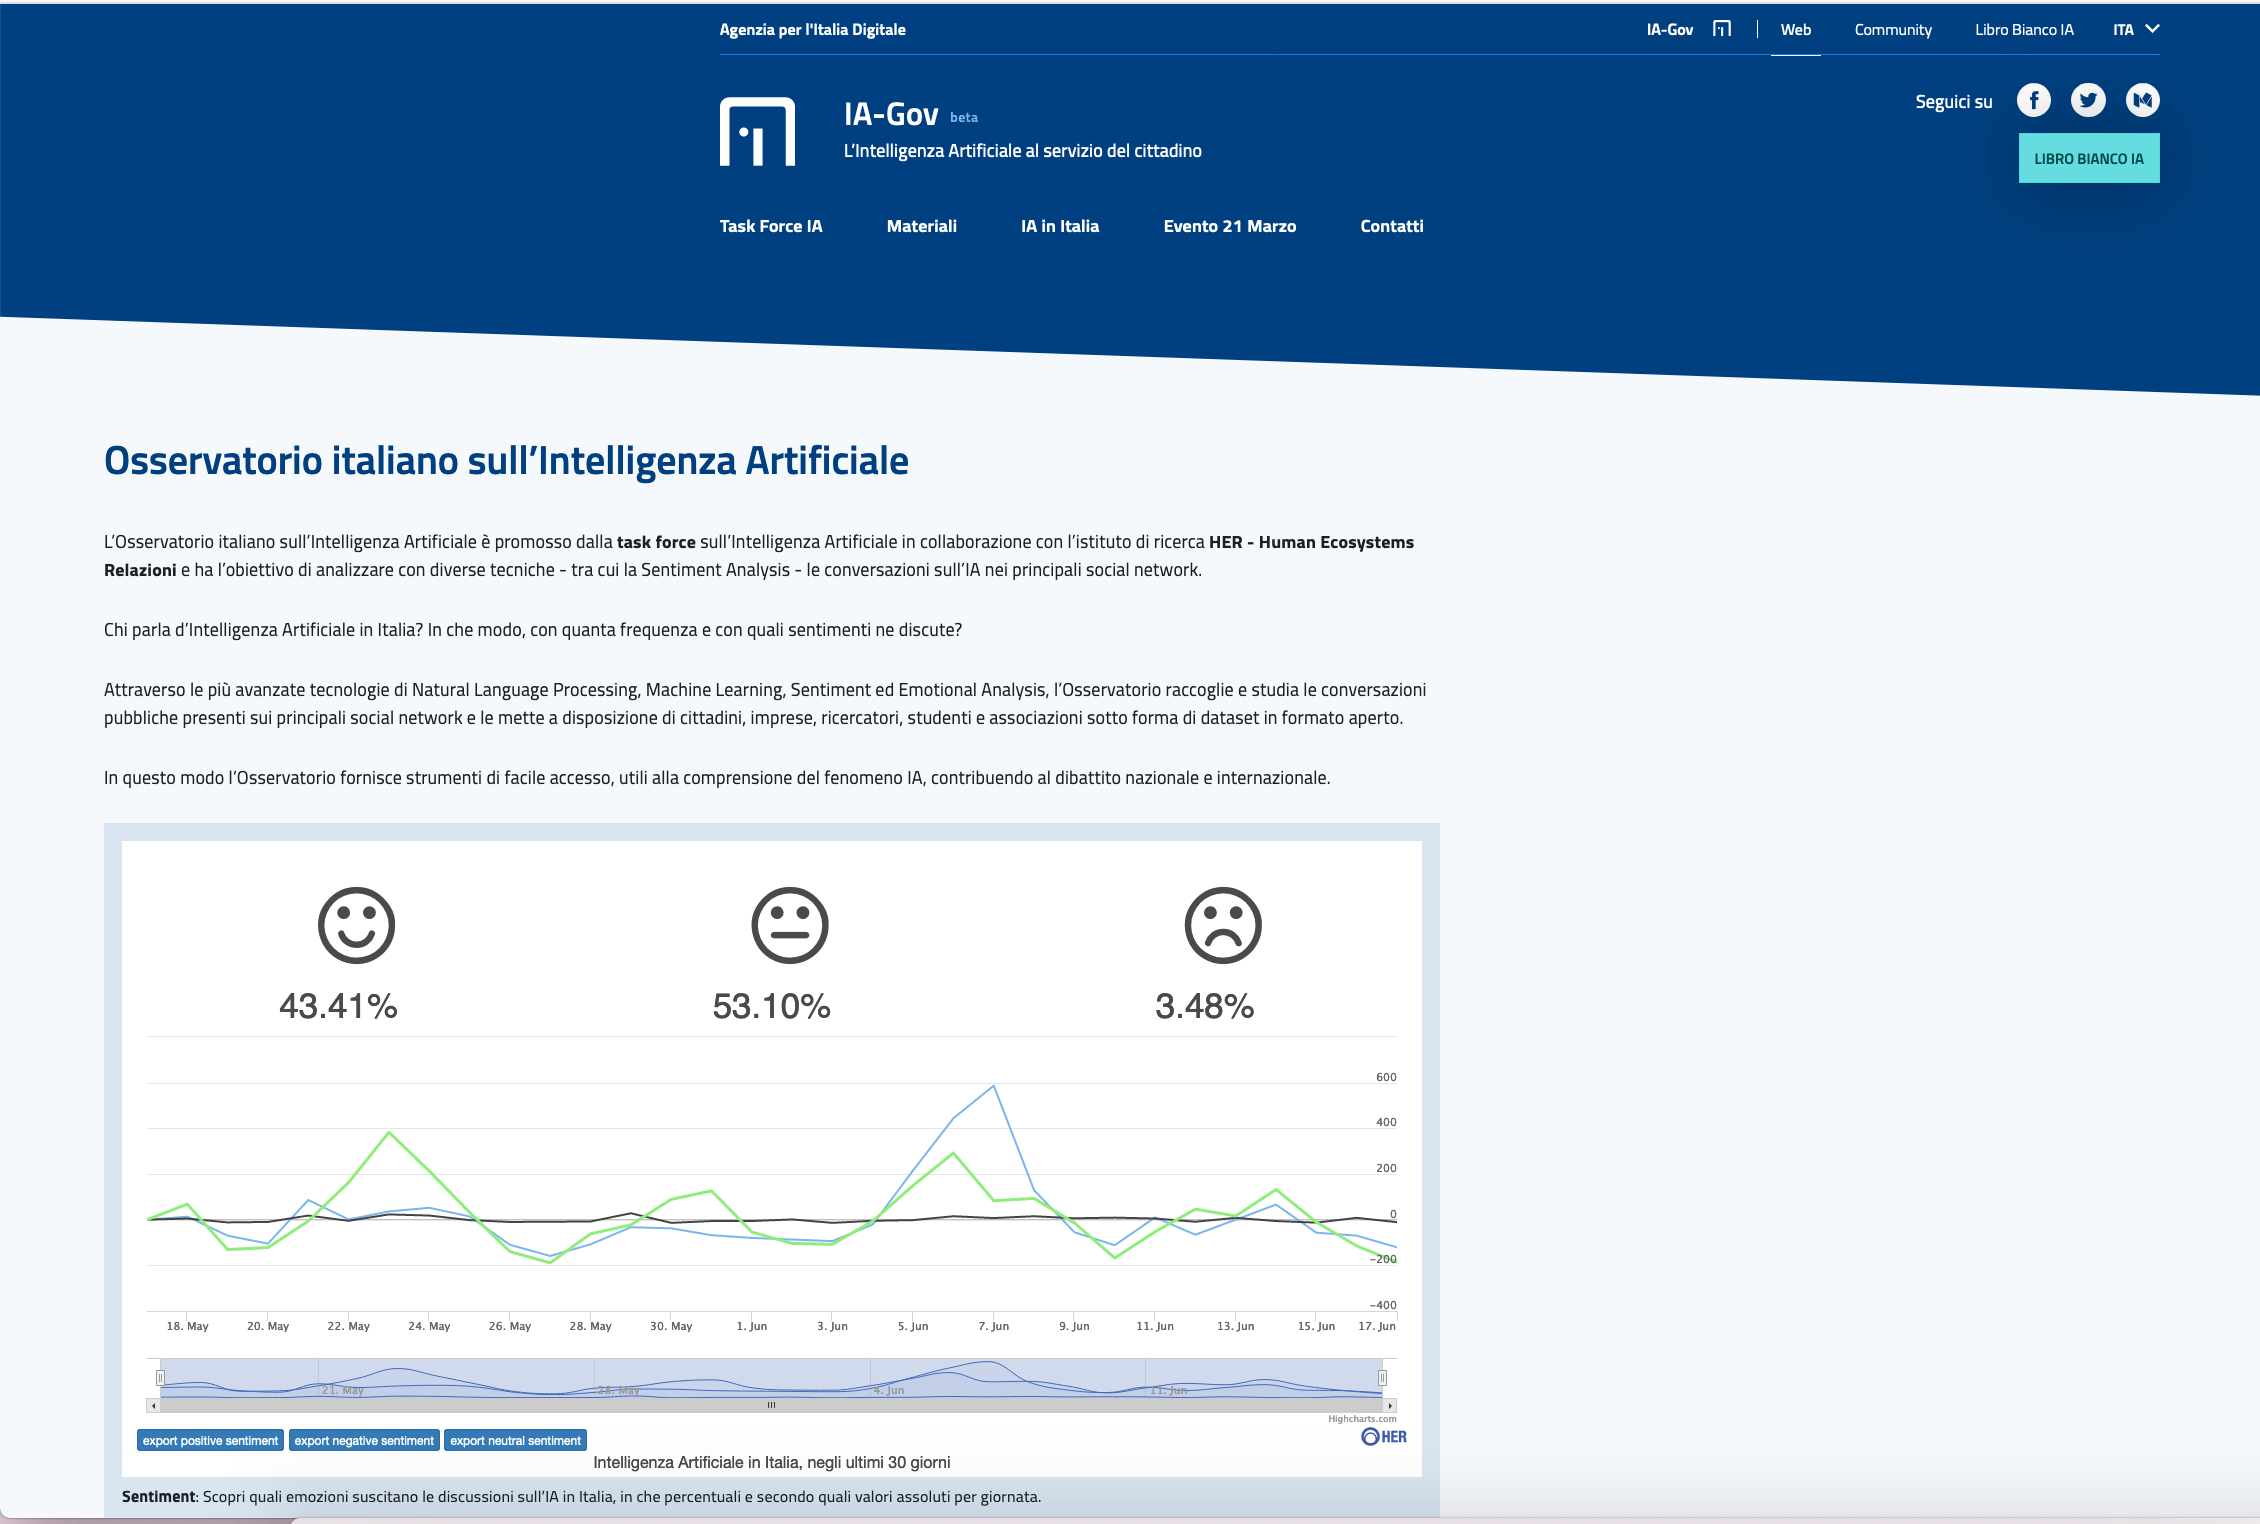 Agenzia per l'Italia Digitale
IA-Gov Web Community Libro Bianco IA ITA
IA-Gov beta
L’Intelligenza Artificiale al servizio del cittadino
Seguici su
LIBRO BIANCO IA
Task Force IA Materiali IA in Italia Evento 21 Marzo Contatti
Osservatorio italiano sull’Intelligenza Artificiale
L’Osservatorio italiano sull’Intelligenza Artificiale è promosso dalla task force sull’Intelligenza Artificiale in collaborazione con l’istituto di ricerca HER - Human Ecosystems
Relazioni e ha l’obiettivo di analizzare con diverse tecniche - tra cui la Sentiment Analysis - le conversazioni sull’IA nei principali social network.
Chi parla d’Intelligenza Artificiale in Italia? In che modo, con quanta frequenza e con quali sentimenti ne discute?
Attraverso le più avanzate tecnologie di Natural Language Processing, Machine Learning, Sentiment ed Emotional Analysis, l’Osservatorio raccoglie e studia le conversazioni
pubbliche presenti sui principali social network e le mette a disposizione di cittadini, imprese, ricercatori, studenti e associazioni sotto forma di dataset in formato aperto.
In questo modo l’Osservatorio fornisce strumenti di facile accesso, utili alla comprensione del fenomeno IA, contribuendo al dibattito nazionale e internazionale.
43.41% 53.10% 3.48%
600
400
200
0
-200
-400
18. May 20. May 22. May 24. May 26. May 28. May 30. May 1. Jun 3. Jun 5. Jun 7. Jun 9. Jun 11. Jun 13. Jun 15. Jun 17. Jun
21. May 28. May 4. Jun 11. Jun
Highcharts.com
export positive sentiment export negative sentiment export neutral sentiment
HER
Intelligenza Artificiale in Italia, negli ultimi 30 giorni
Sentiment: Scopri quali emozioni suscitano le discussioni sull’IA in Italia, in che percentuali e secondo quali valori assoluti per giornata.